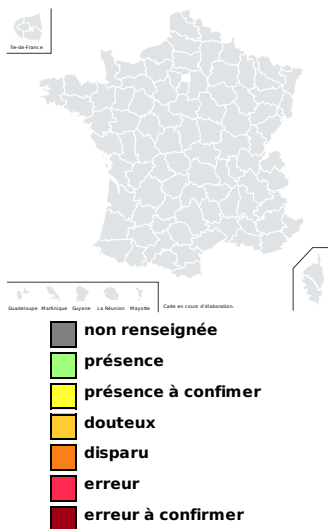 Île-de-France
Guadeloupe Martinique Guyane La Réunion Mayotte Carte en cours d'élaboration.
non renseignée
présence
présence à confimer
douteux
disparu
erreur
erreur à confirmer